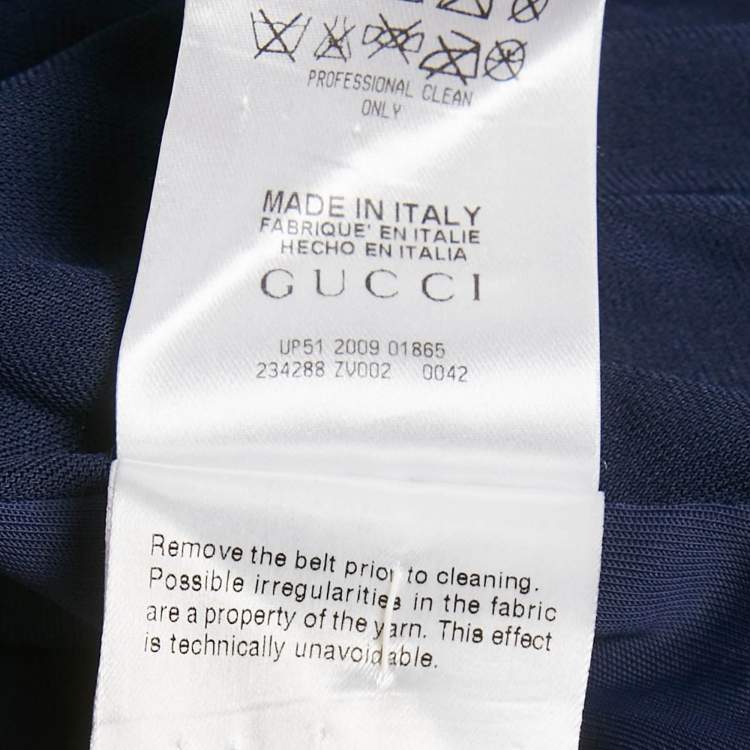 PROFESSIONAL CLEAN
ONLY
MADE IN ITALY
FABRIQUE' EN ITALIE
HECHO EN ITALIA
GUCCI
UP51 2009 01865
234288 ZV002 0042
Remove the belt prior to cleaning.
Possible irregularities in the fabric
are a property of the yarn. This effect
is technically unavoidable.